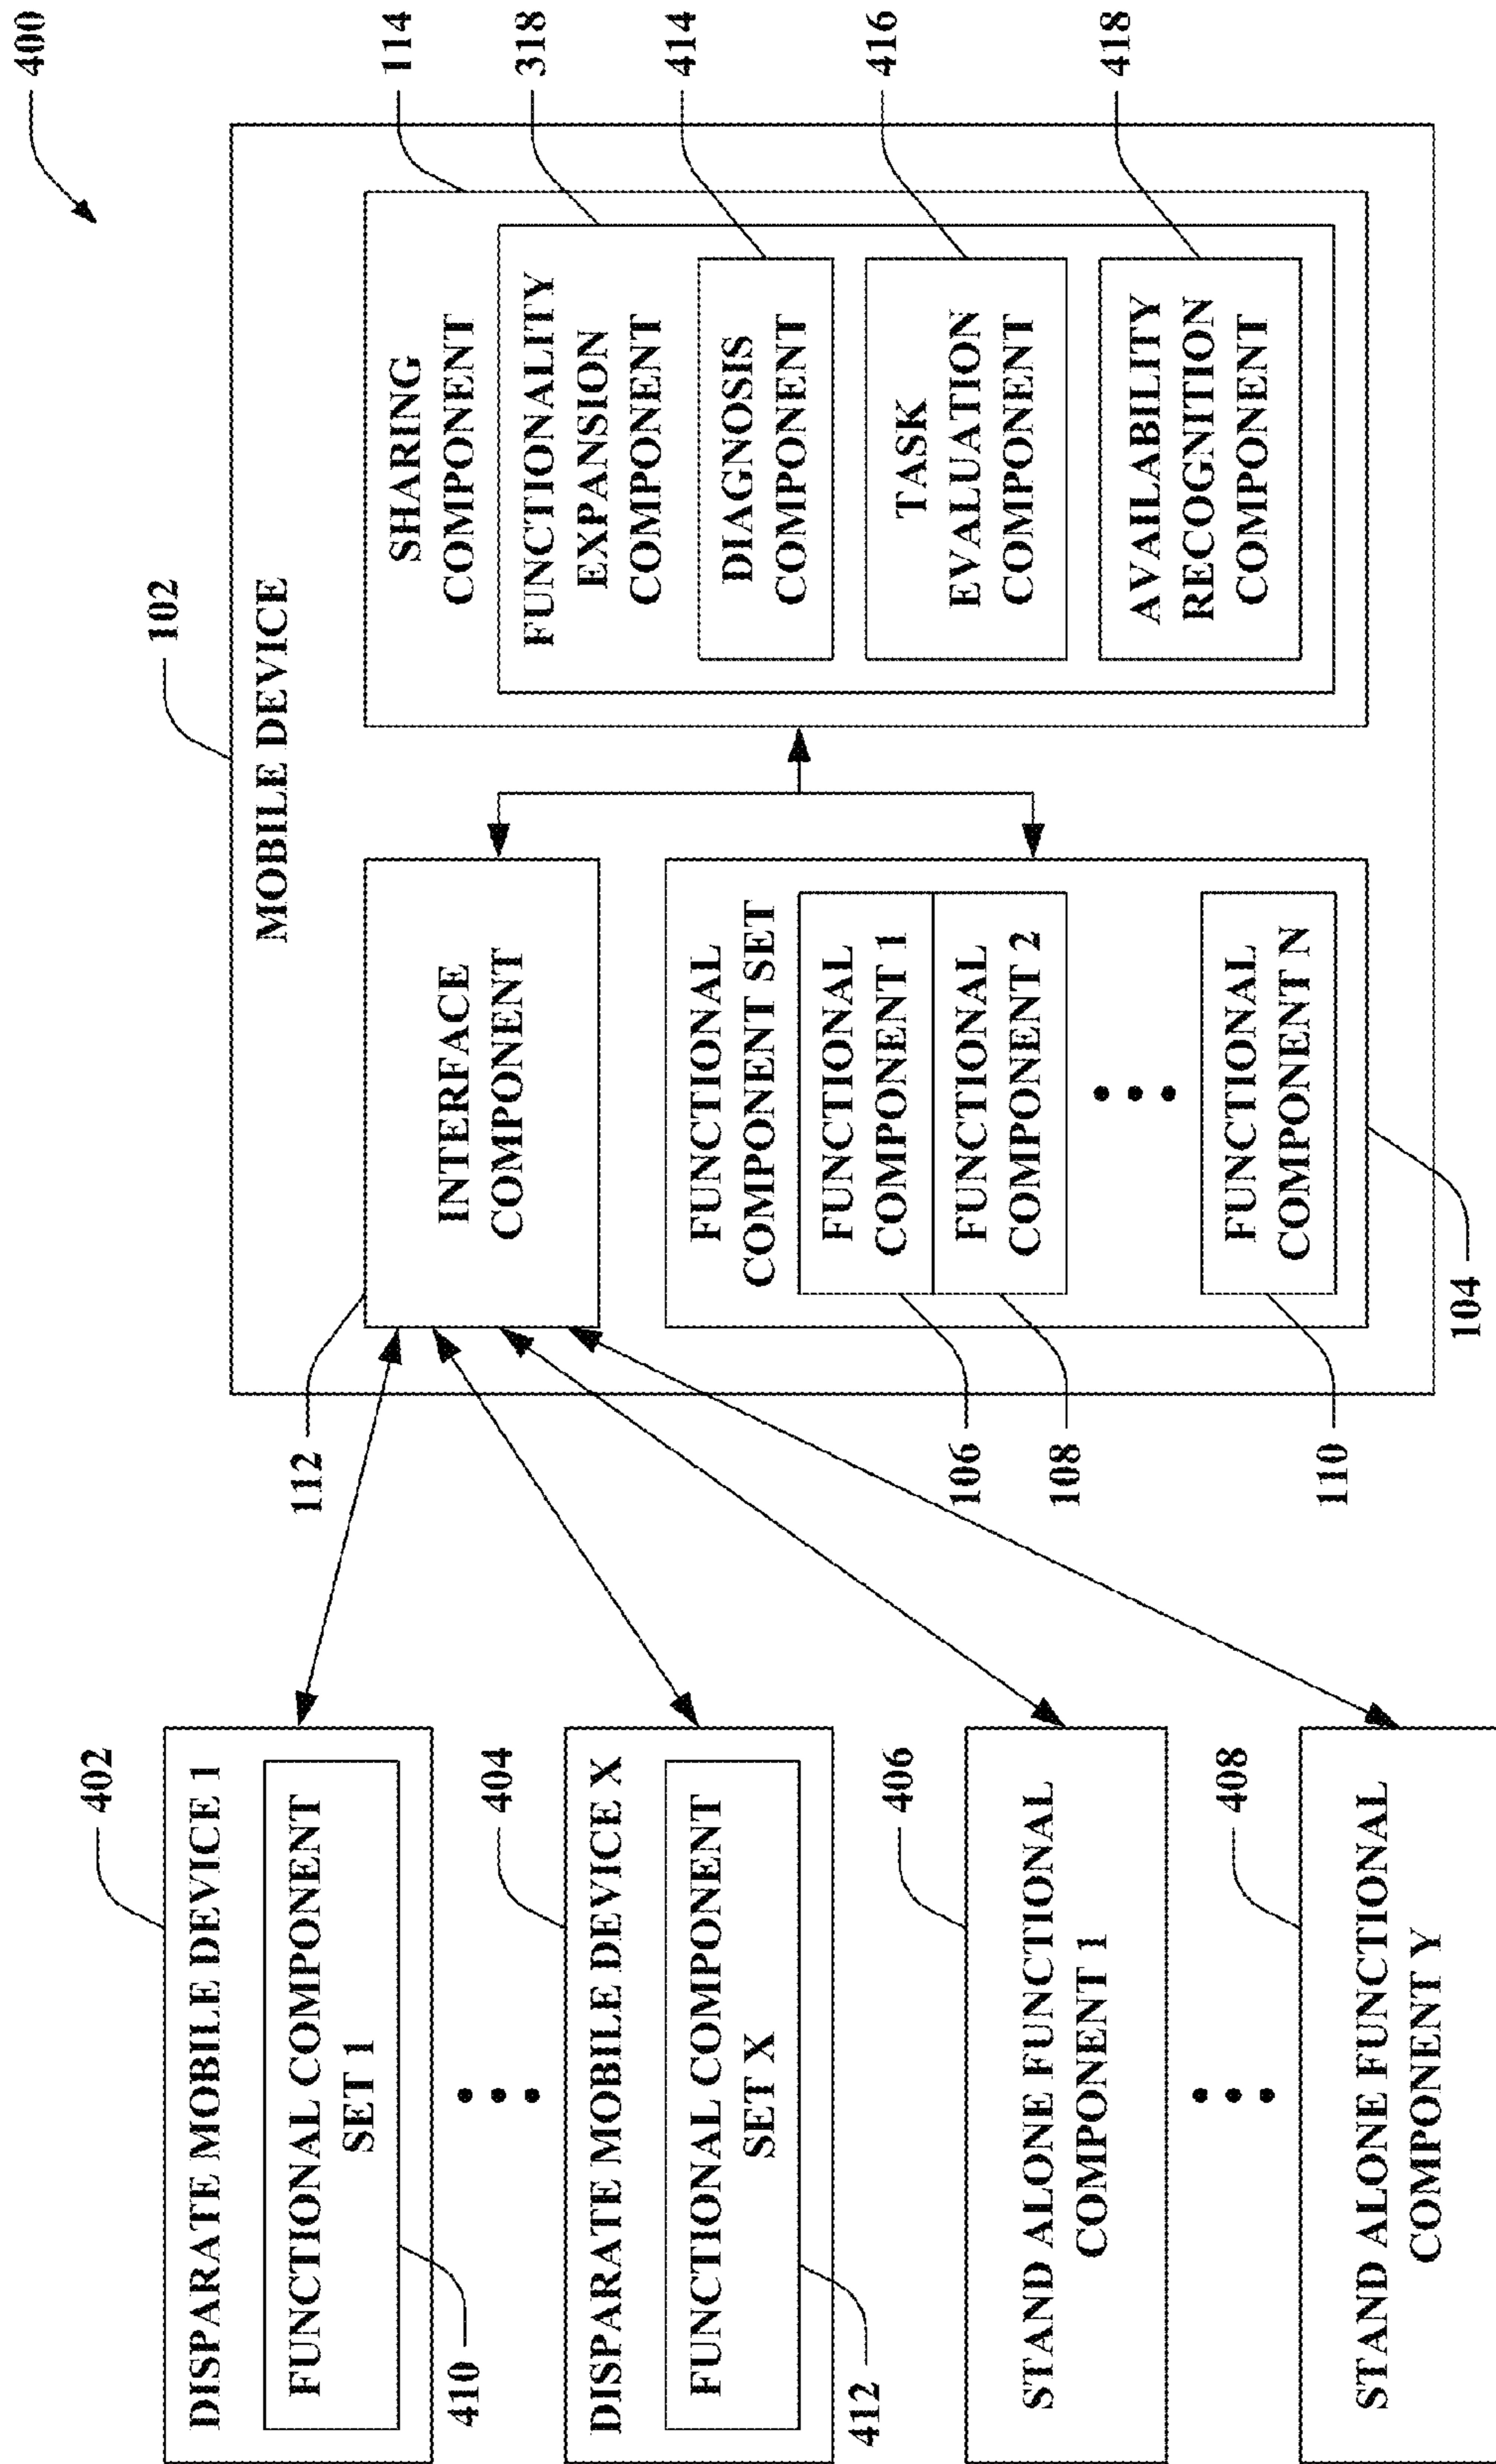 400
DISPARATE MOBILE DEVICE 1
402
FUNCTIONAL COMPONENT
SET 1
410
DISPARATE MOBILE DEVICE X
404
FUNCTIONAL COMPONENT
SET X
412
STAND ALONE FUNCTIONAL
COMPONENT 1
406
STAND ALONE FUNCTIONAL
COMPONENT Y
408
102
MOBILE DEVICE
112
INTERFACE
COMPONENT
FUNCTIONAL
COMPONENT SET
FUNCTIONAL
COMPONENT 1
FUNCTIONAL
COMPONENT 2
FUNCTIONAL
COMPONENT N
106
108
110
104
SHARING
COMPONENT
FUNCTIONALITY
EXPANSION
COMPONENT
DIAGNOSIS
COMPONENT
TASK
EVALUATION
COMPONENT
AVAILABILITY
RECOGNITION
COMPONENT
114
318
414
416
418